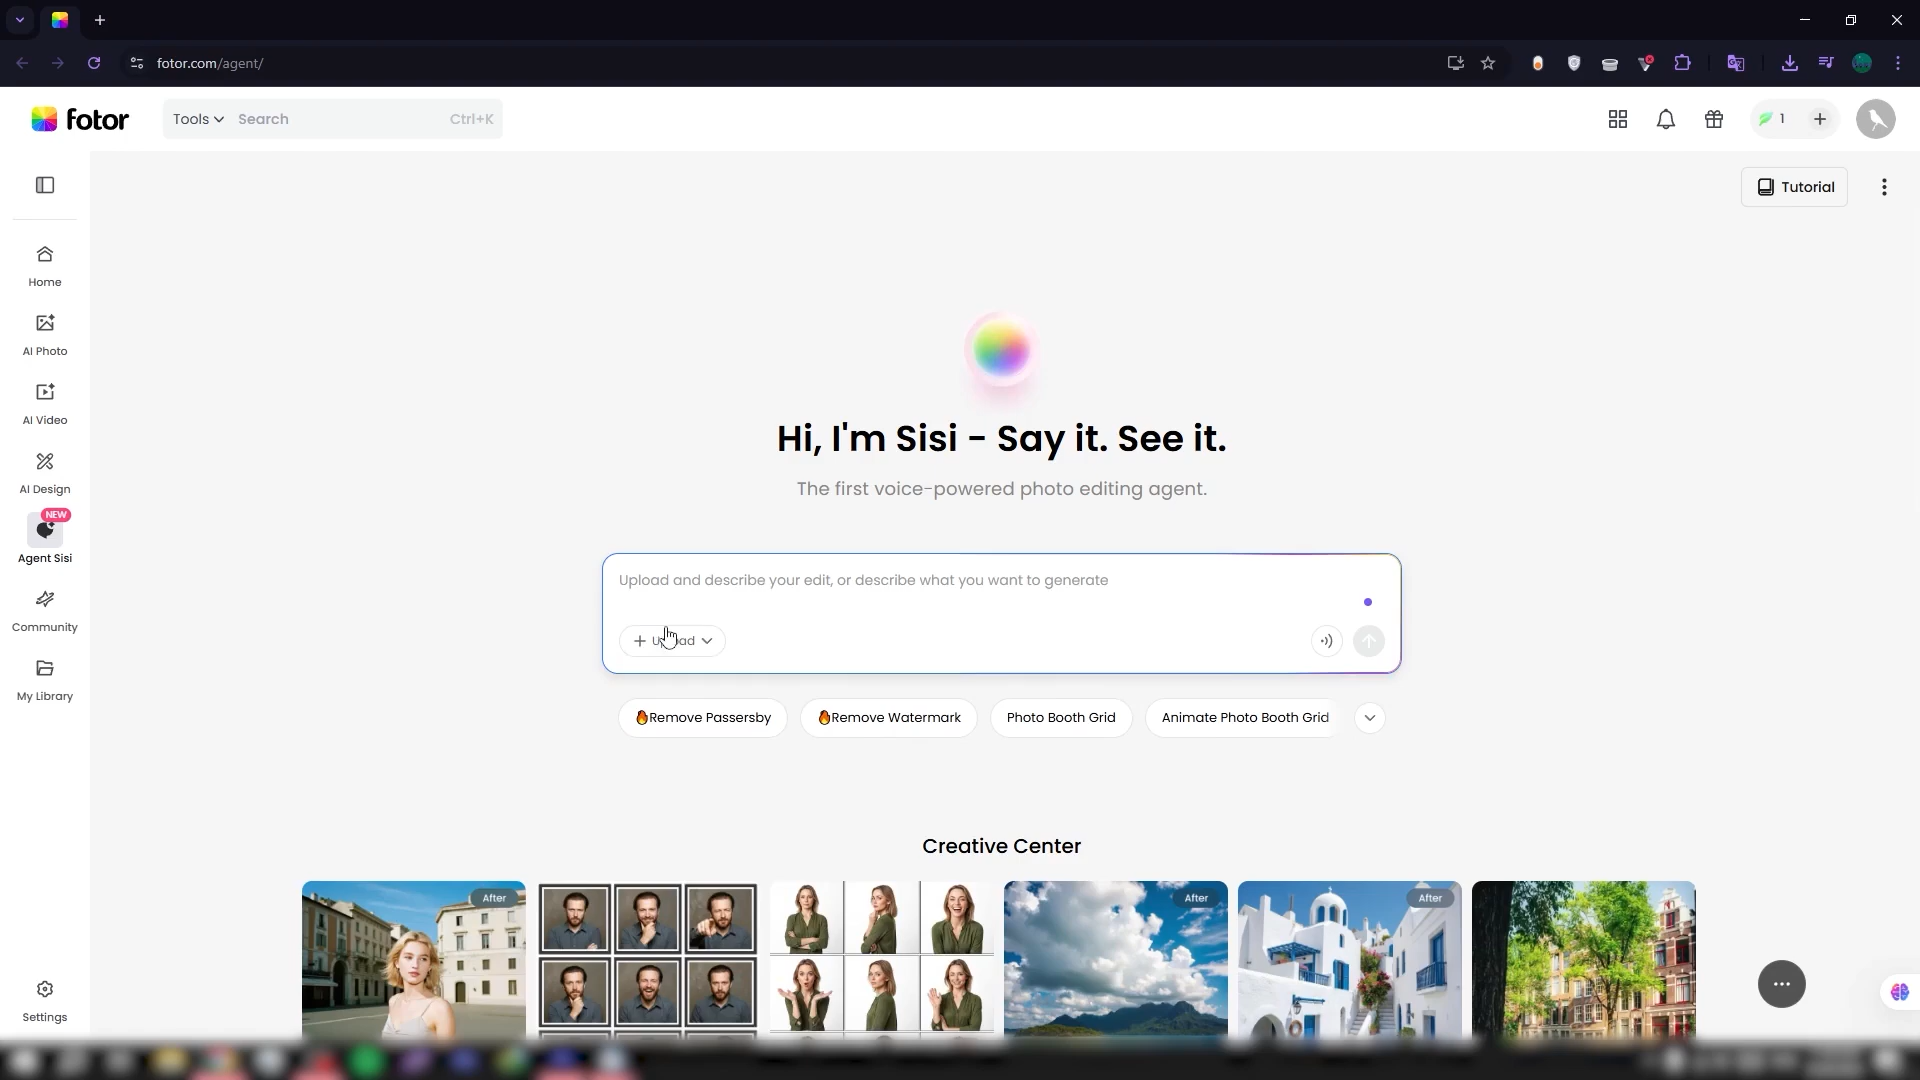 fotor.com/agent/
fotor
Tools
Search
Ctrl+K
1
Tutorial
Home
AI Photo
AI Video
AI Design
NEW
Agent Sisi
Community
My Library
Settings
Hi, I'm Sisi - Say it. See it.
The first voice-powered photo editing agent.
Upload and describe your edit, or describe what you want to generate
Upload
Remove Passersby
Remove Watermark
Photo Booth Grid
Animate Photo Booth Grid
Creative Center
After
After
After